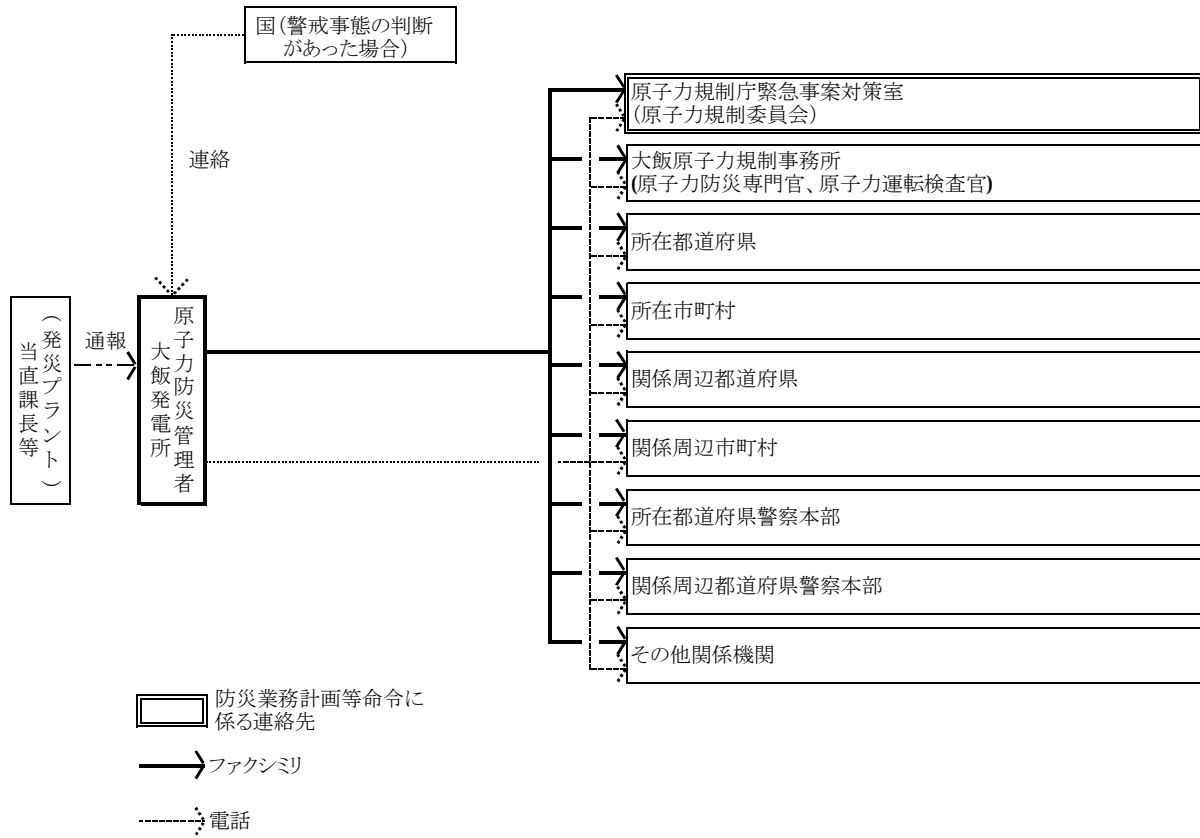 国（警戒事態の判断
があった場合）
連絡
原子力規制庁緊急事案対策室
（原子力規制委員会）
大飯原子力規制事務所
(原子力防災専門官、原子力運転検査官)
所在都道府県
所在市町村
関係周辺都道府県
関係周辺市町村
所在都道府県警察本部
関係周辺都道府県警察本部
その他関係機関
（発災プラント）
当直課長等
通報
原子力防災管理者
大飯発電所
防災業務計画等命令に
係る連絡先
ファクシミリ
電話